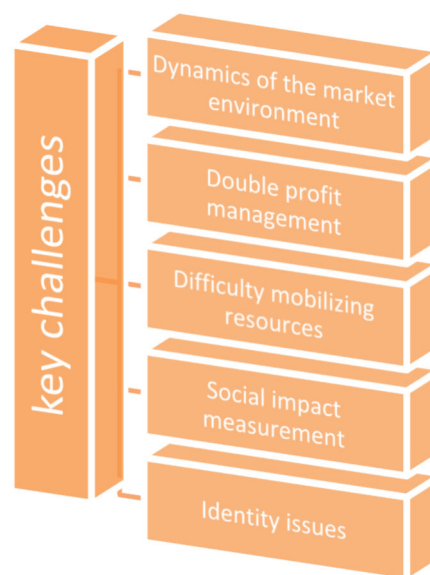 key challenges
Dynamics of the market
environment
Double profit
management
Difficulty mobilizing
resources
Social impact
measurement
Identity issues